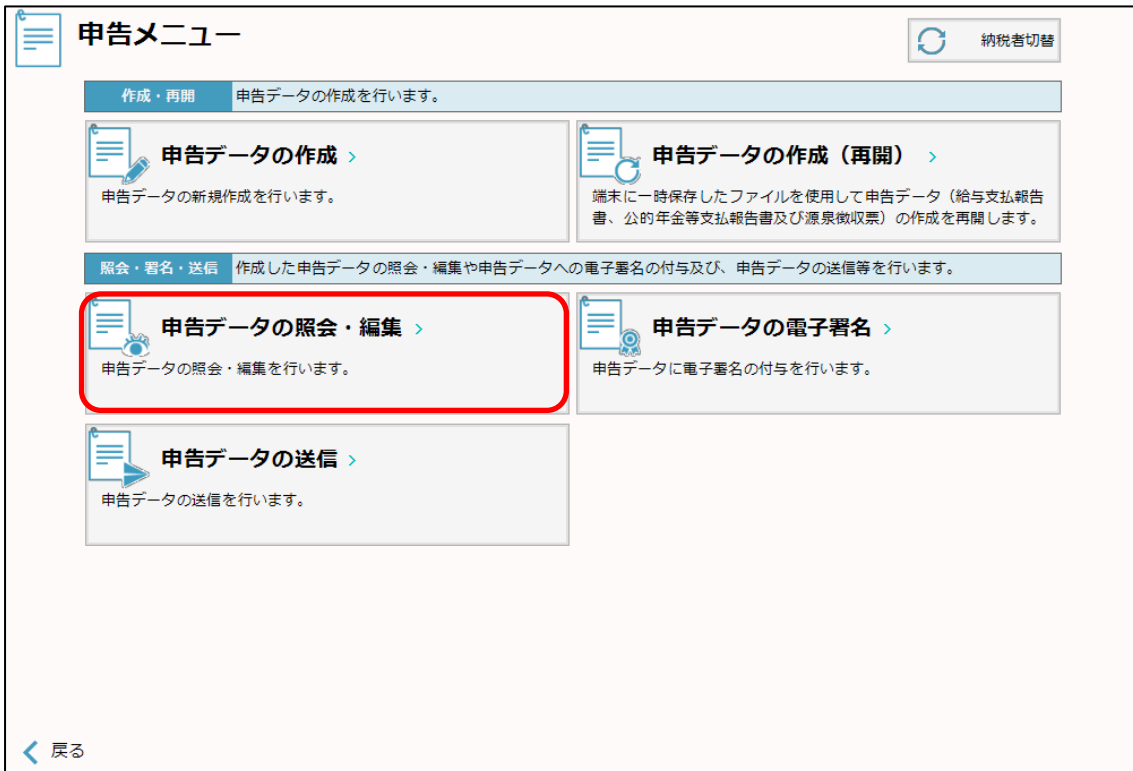 申告メニュー
納税者切替
作成・再開
申告データの作成を行います。
申告データの作成 >
申告データの新規作成を行います。
申告データの作成（再開） >
端末に一時保存したファイルを使用して申告データ（給与支払報告
書、公的年金等支払報告書及び源泉徴収票）の作成を再開します。
照会・署名・送信
作成した申告データの照会・編集や申告データへの電子署名の付与及び、申告データの送信等を行います。
申告データの照会・編集 >
申告データの照会・編集を行います。
申告データの電子署名 >
申告データに電子署名の付与を行います。
申告データの送信 >
申告データの送信を行います。
戻る